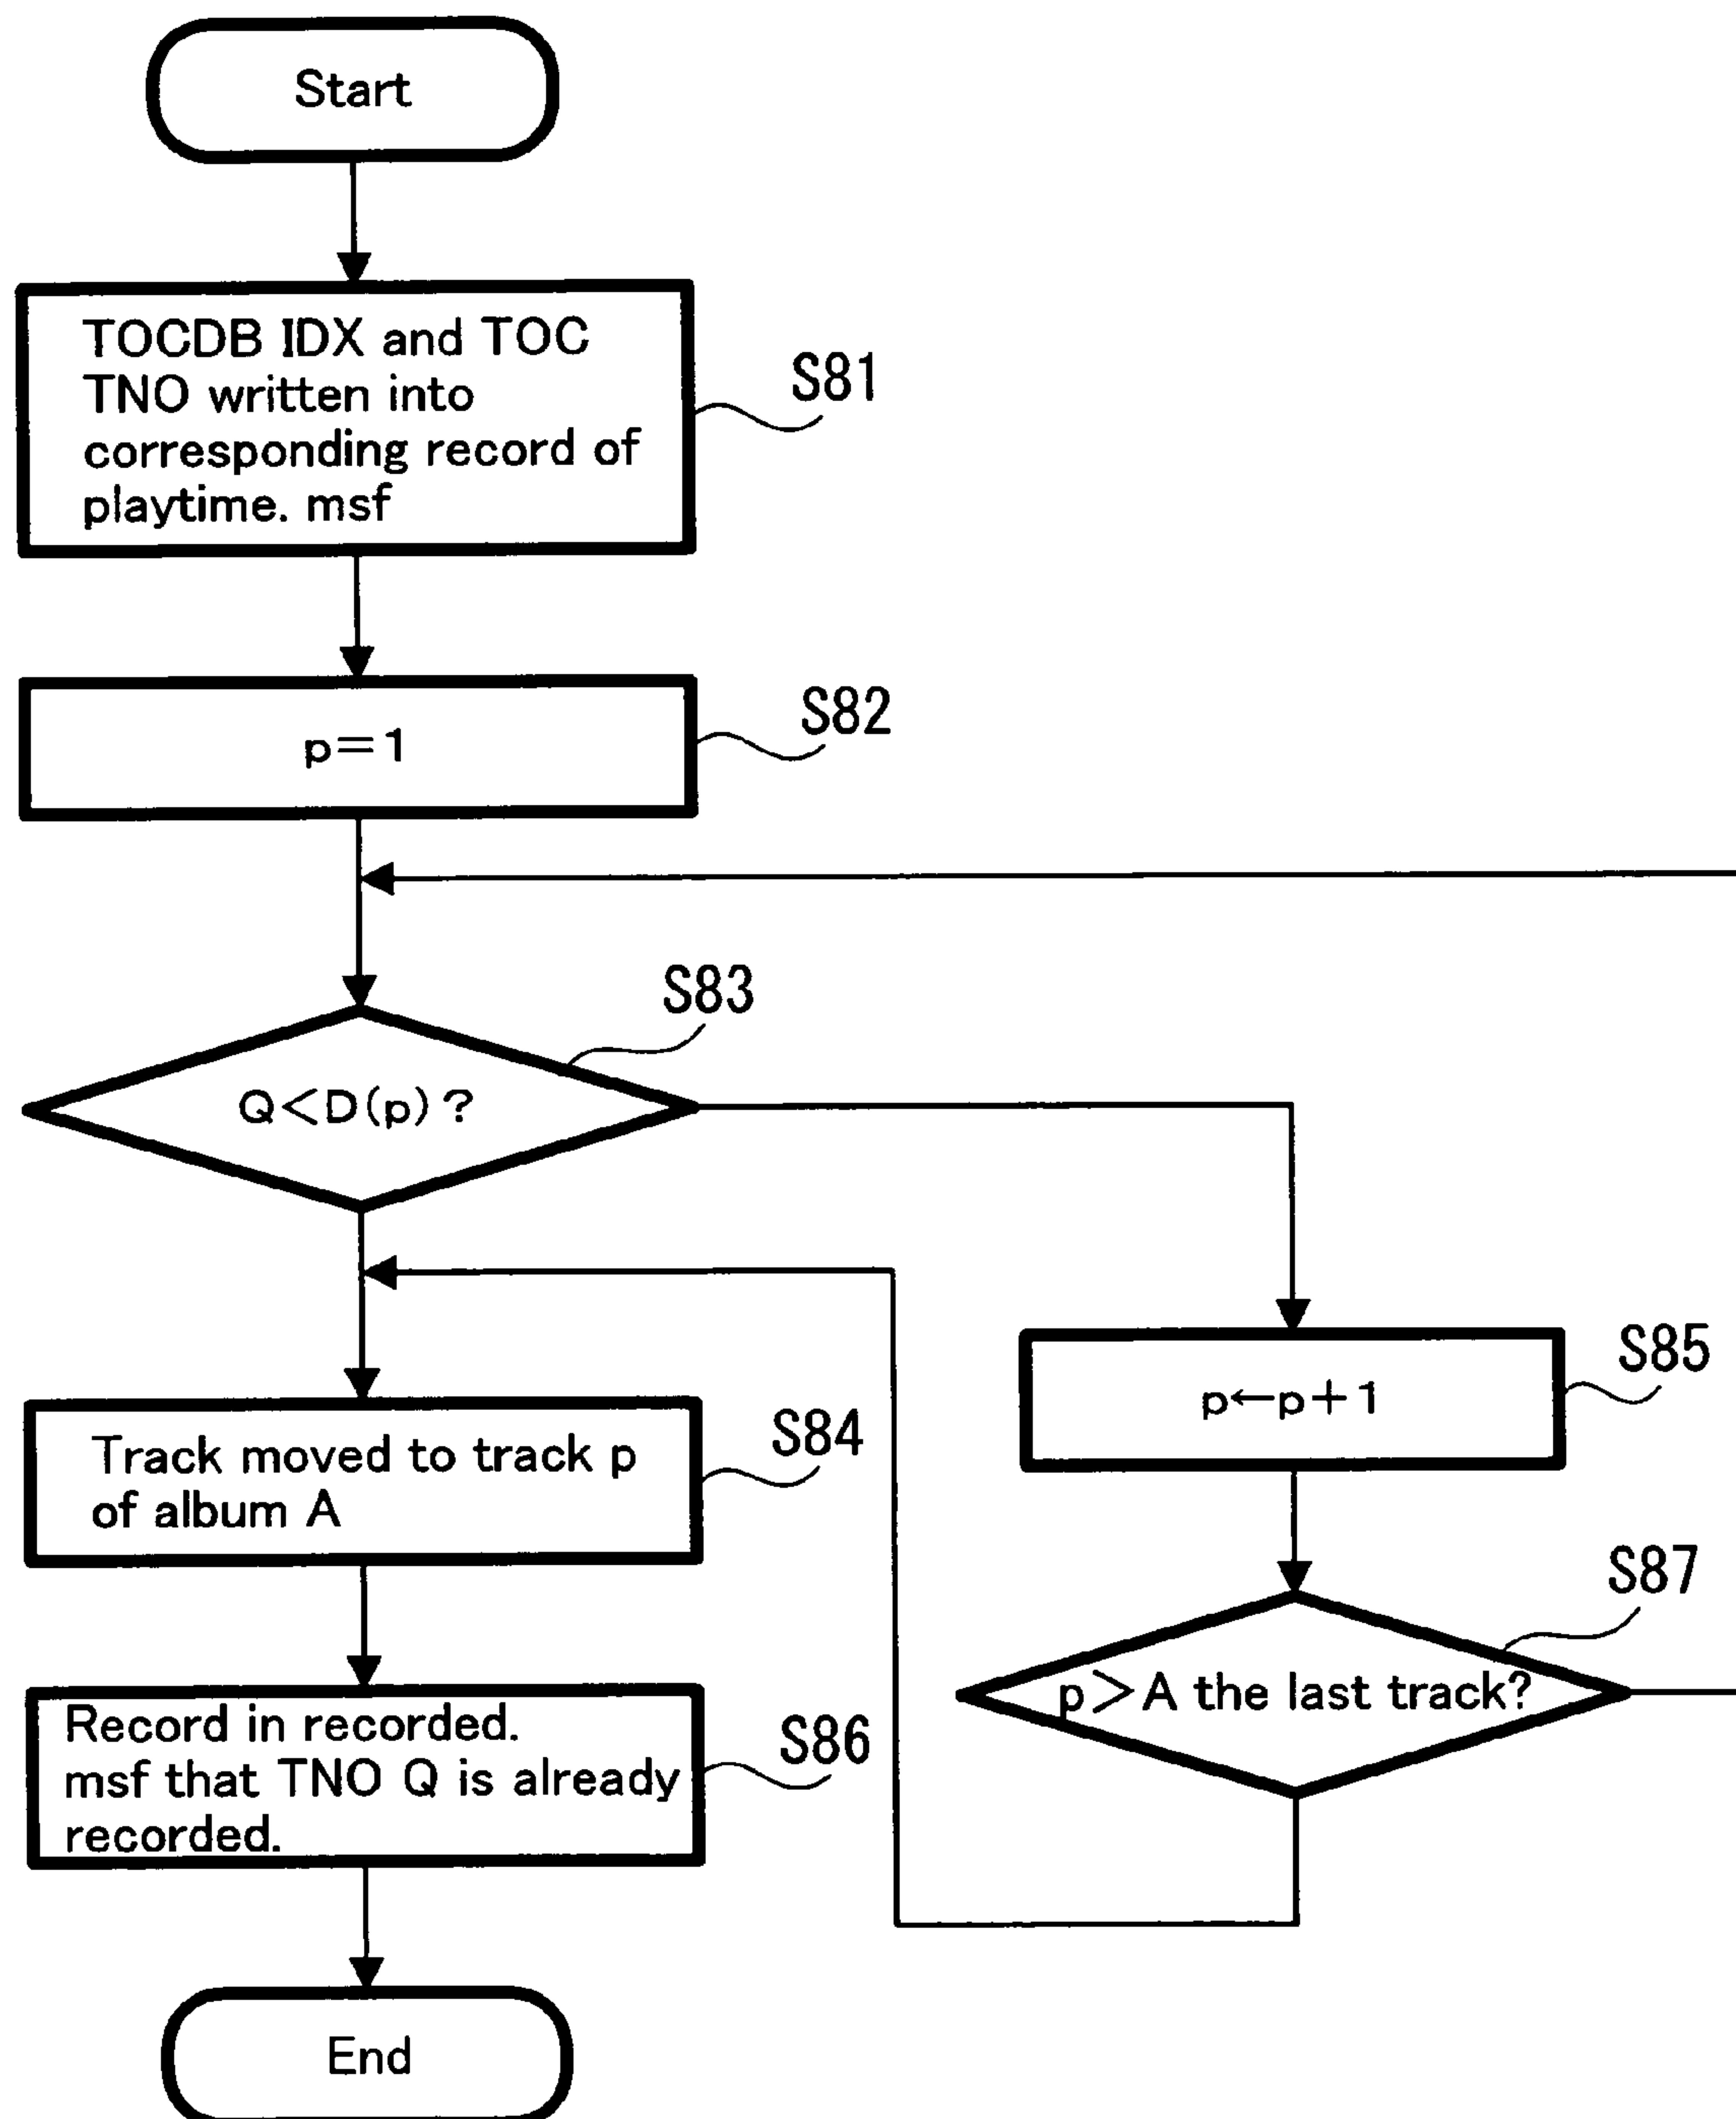 Start
TOCDB IDX and TOC
TNO written into
corresponding record of
playtime. msf
S81
p=1
S82
S83
Q<D(p)?
S85
p←p+1
Track moved to track p
of album A
S84
S87
p>A the last track?
Record in recorded.
msf that TNO Q is already
recorded.
S86
End